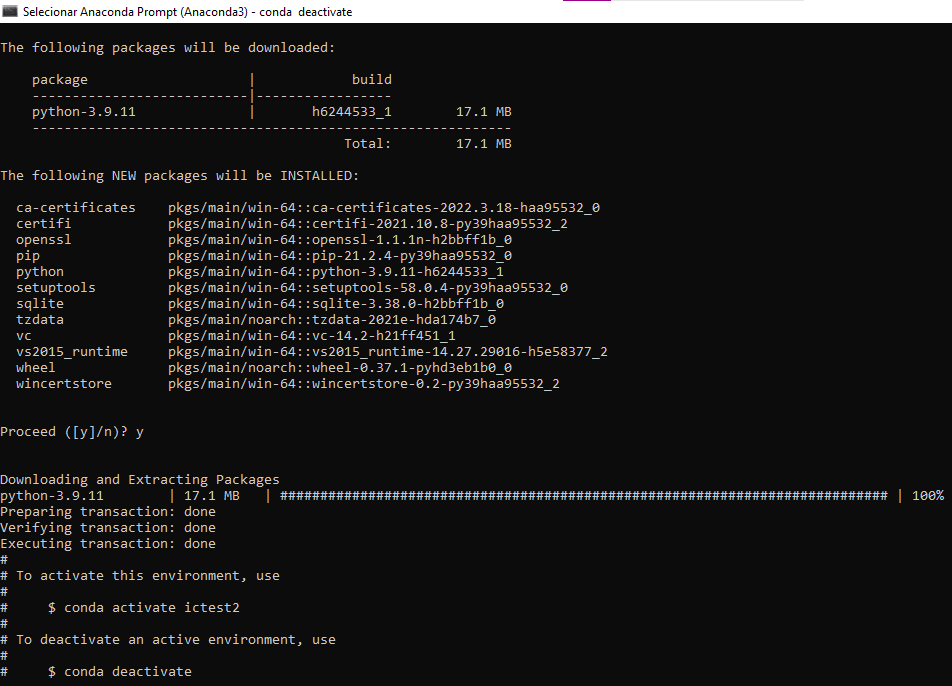 Selecionar Anaconda Prompt (Anaconda3) - conda  deactivate
The following packages will be downloaded:
    package                    |            build
    ---------------------------|-----------------
    python-3.9.11              |       h6244533_1        17.1 MB
    ------------------------------------------------------------
                                           Total:        17.1 MB
The following NEW packages will be INSTALLED:
  ca-certificates    pkgs/main/win-64::ca-certificates-2022.3.18-haa95532_0
  certifi            pkgs/main/win-64::certifi-2021.10.8-py39haa95532_2
  openssl            pkgs/main/win-64::openssl-1.1.1n-h2bbff1b_0
  pip                pkgs/main/win-64::pip-21.2.4-py39haa95532_0
  python             pkgs/main/win-64::python-3.9.11-h6244533_1
  setuptools         pkgs/main/win-64::setuptools-58.0.4-py39haa95532_0
  sqlite             pkgs/main/win-64::sqlite-3.38.0-h2bbff1b_0
  tzdata             pkgs/main/noarch::tzdata-2021e-hda174b7_0
  vc                 pkgs/main/win-64::vc-14.2-h21ff451_1
  vs2015_runtime     pkgs/main/win-64::vs2015_runtime-14.27.29016-h5e58377_2
  wheel              pkgs/main/noarch::wheel-0.37.1-pyhd3eb1b0_0
  wincertstore       pkgs/main/win-64::wincertstore-0.2-py39haa95532_2
Proceed ([y]/n)? y
Downloading and Extracting Packages
python-3.9.11        | 17.1 MB   | ############################################################################ | 100%
Preparing transaction: done
Verifying transaction: done
Executing transaction: done
#
# To activate this environment, use
#
#     $ conda activate ictest2
#
# To deactivate an active environment, use
#
#     $ conda deactivate